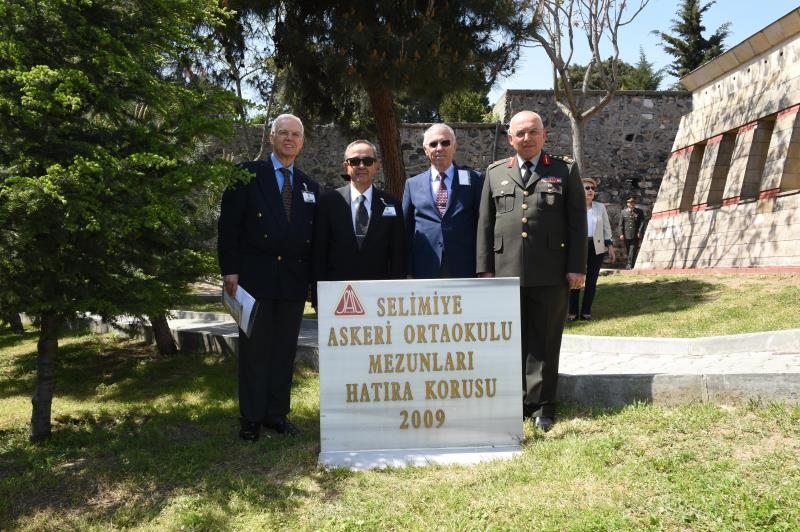 SELİMİYE
ASKERİ ORTAOKULU
MEZUNLARI
HATIRA KORUSU
2009